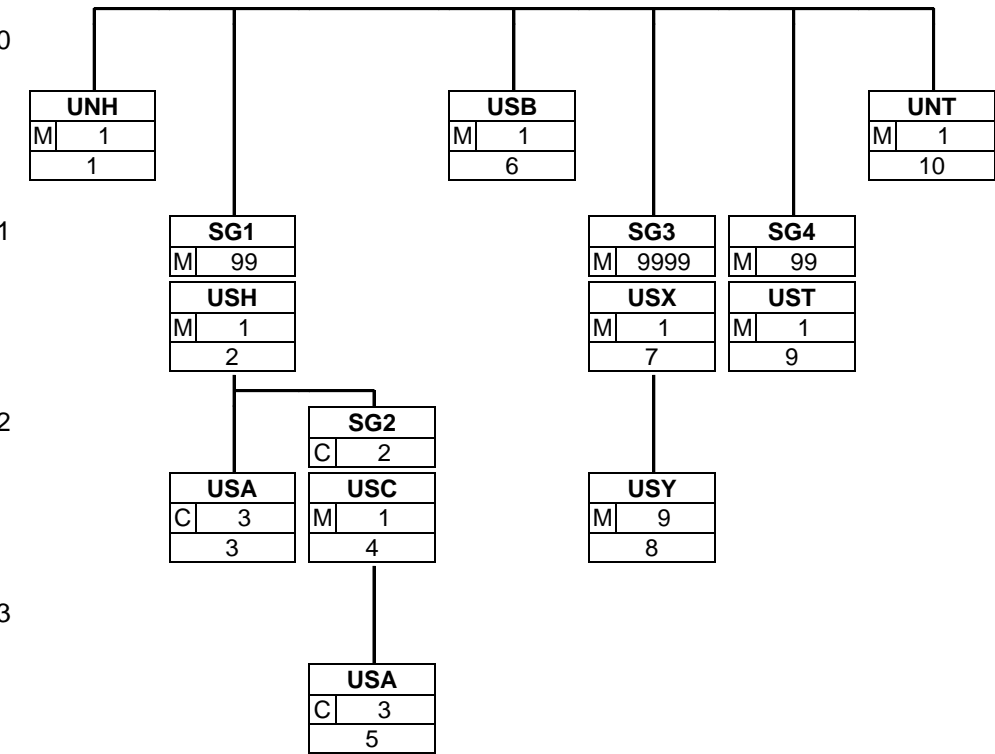 0
UNH
M 1
1
USB
M 1
6
UNT
M 1
10
1
SG1
M 99
USH
M 1
2
SG3
M 9999
USX
M 1
7
SG4
M 99
UST
M 1
9
2
SG2
C 2
USA
C 3
3
USC
M 1
4
USY
M 9
8
3
USA
C 3
5